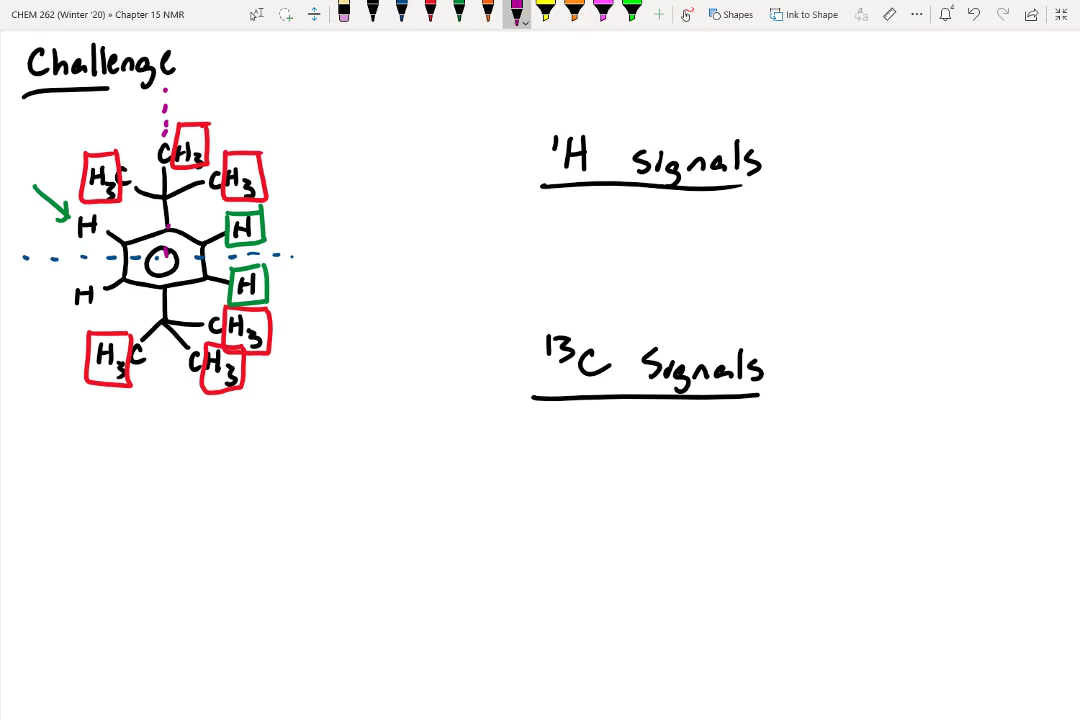 CHEM 262 (Winter '20) » Chapter 15 NMR
Shapes
Ink to Shape
4
Challenge
CH3
H3C
CH3
H
H
H
H
CH3
H3C
CH3
¹H signals
¹³C Signals